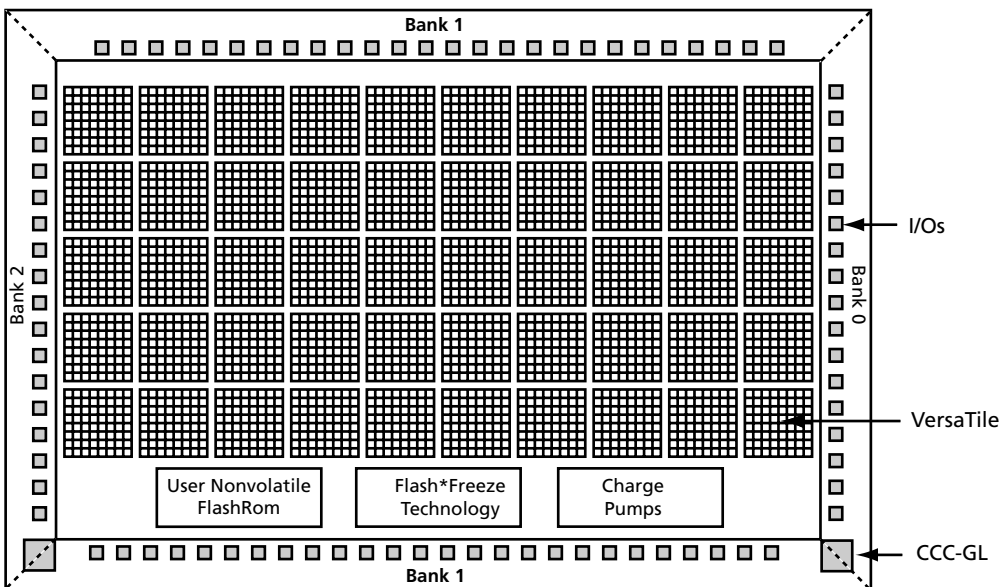 Bank 1
I/Os
Bank 2
Bank 0
VersaTile
User Nonvolatile
FlashRom
Flash*Freeze
Technology
Charge
Pumps
CCC-GL
Bank 1